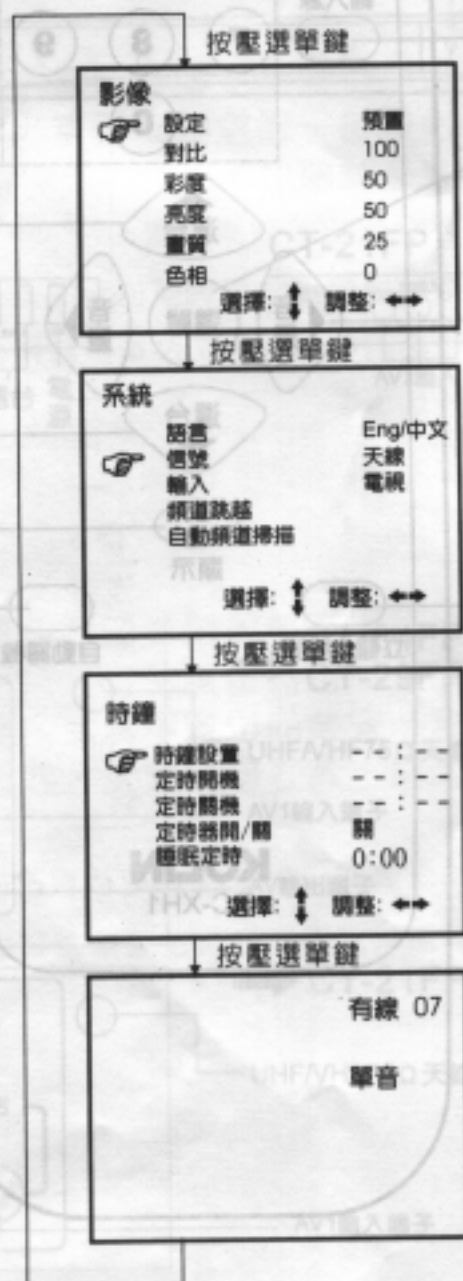 按壓選單鍵
影像
設定 預置
對比 100
彩度 50
亮度 50
畫質 25
色相 0
選擇: 調整:
按壓選單鍵
系統
語言 Eng/中文
信號 天線
輸入 電視
頻道跳越
自動頻道掃描
選擇: 調整:
按壓選單鍵
時鐘
時鐘設置 --:--
定時開機 --:--
定時關機 --:--
定時器開/關 關
睡眠定時 0:00
選擇: 調整:
按壓選單鍵
有線 07
單音